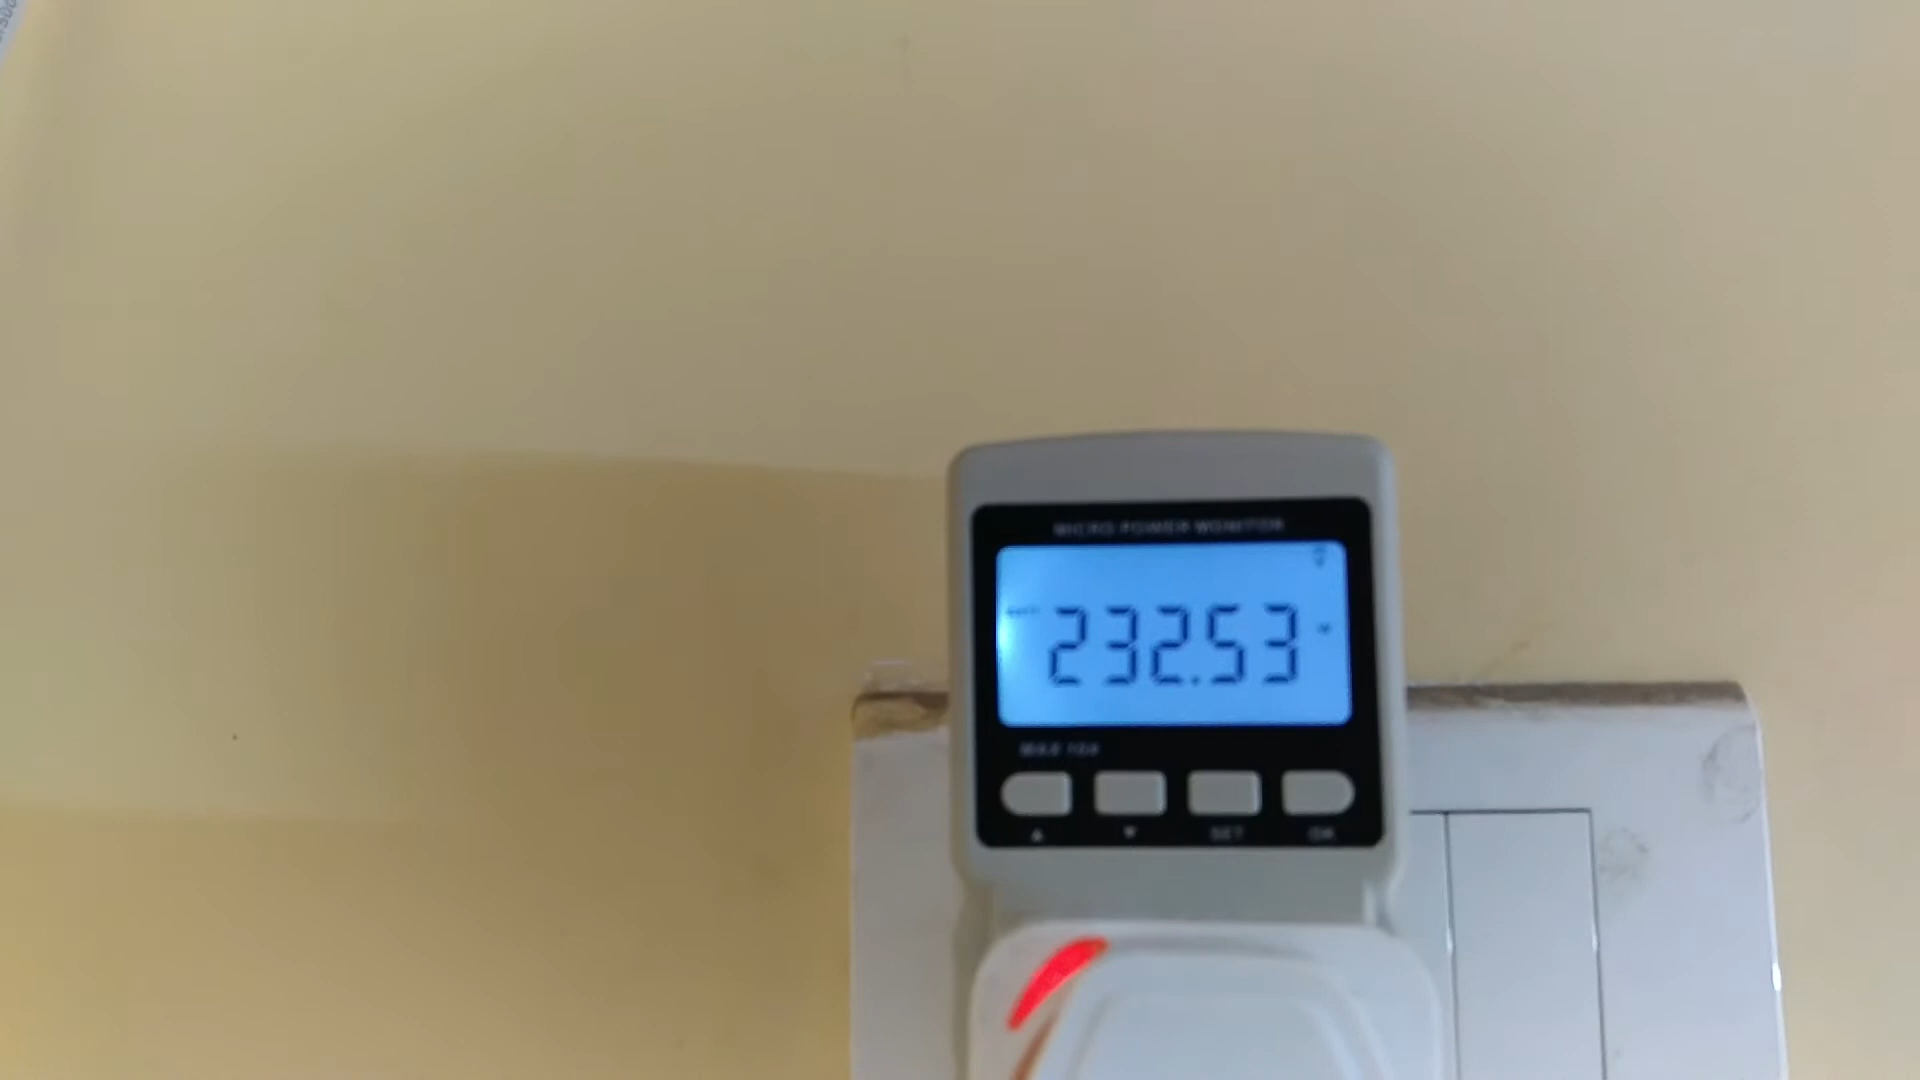 MICRO POWER MONITOR
232.53
V
MAX 10A
▲ ▼ SET OK